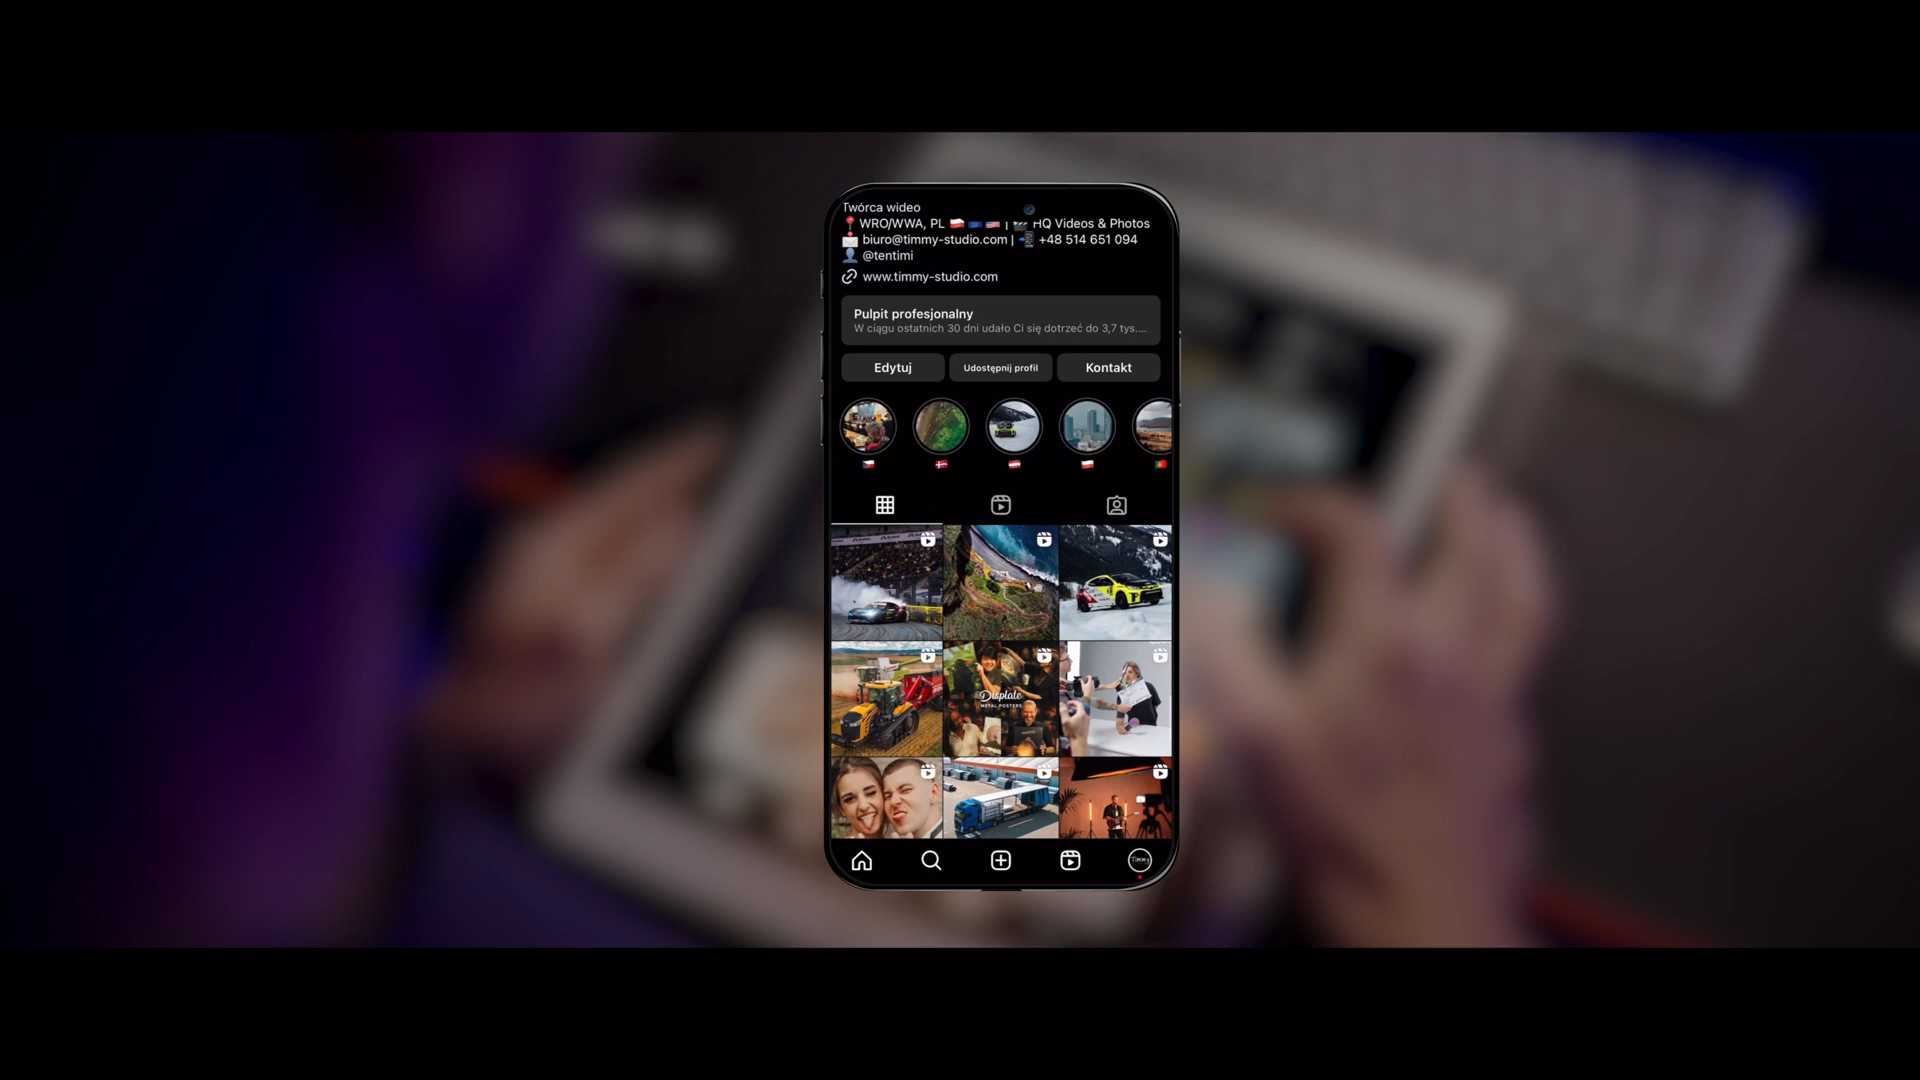 Twórca wideo
📍 WRO/WWA, PL 🇵🇱 🇪🇺 🇺🇸 | 🎬 HQ Videos & Photos
📩 biuro@timmy-studio.com | 📲 +48 514 651 094
👤 @tentimi
www.timmy-studio.com
Pulpit profesjonalny
W ciągu ostatnich 30 dni udało Ci się dotrzeć do 3,7 tys....
Edytuj Udostępnij profil Kontakt
Displate
METAL POSTERS
Timmy